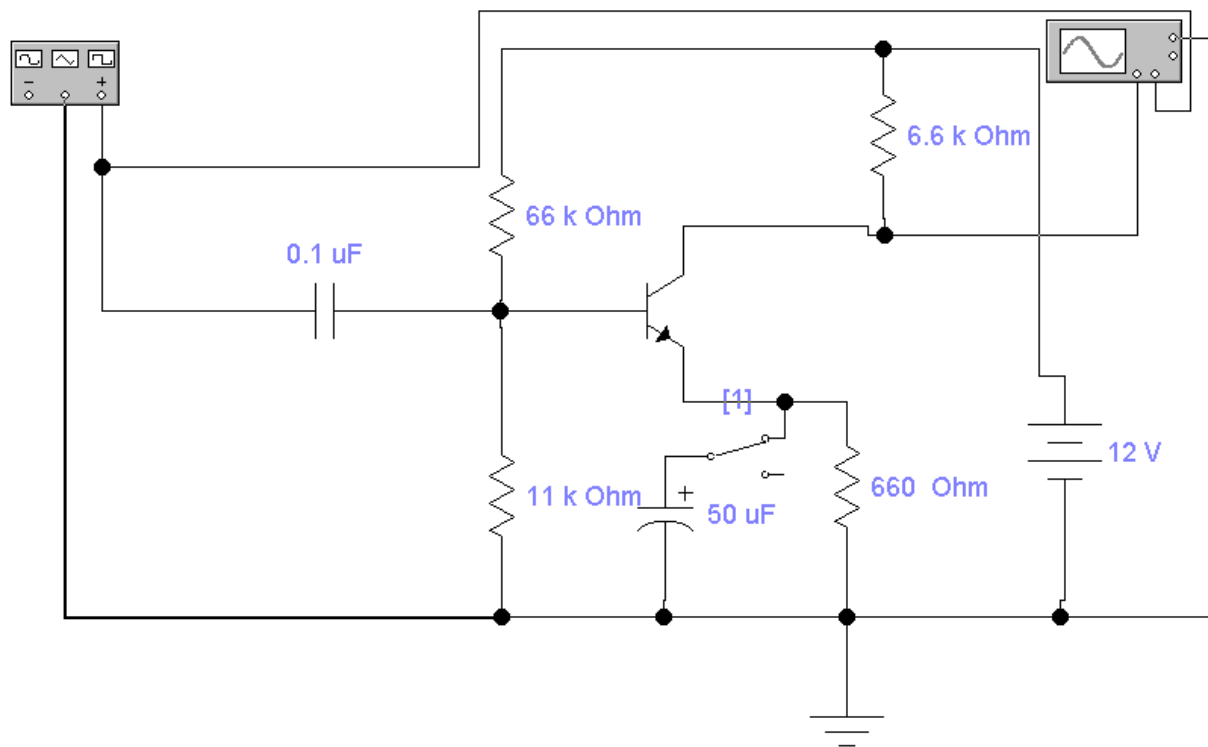 − +
6.6 k Ohm
66 k Ohm
0.1 uF
[1]
12 V
11 k Ohm
+
50 uF
660 Ohm